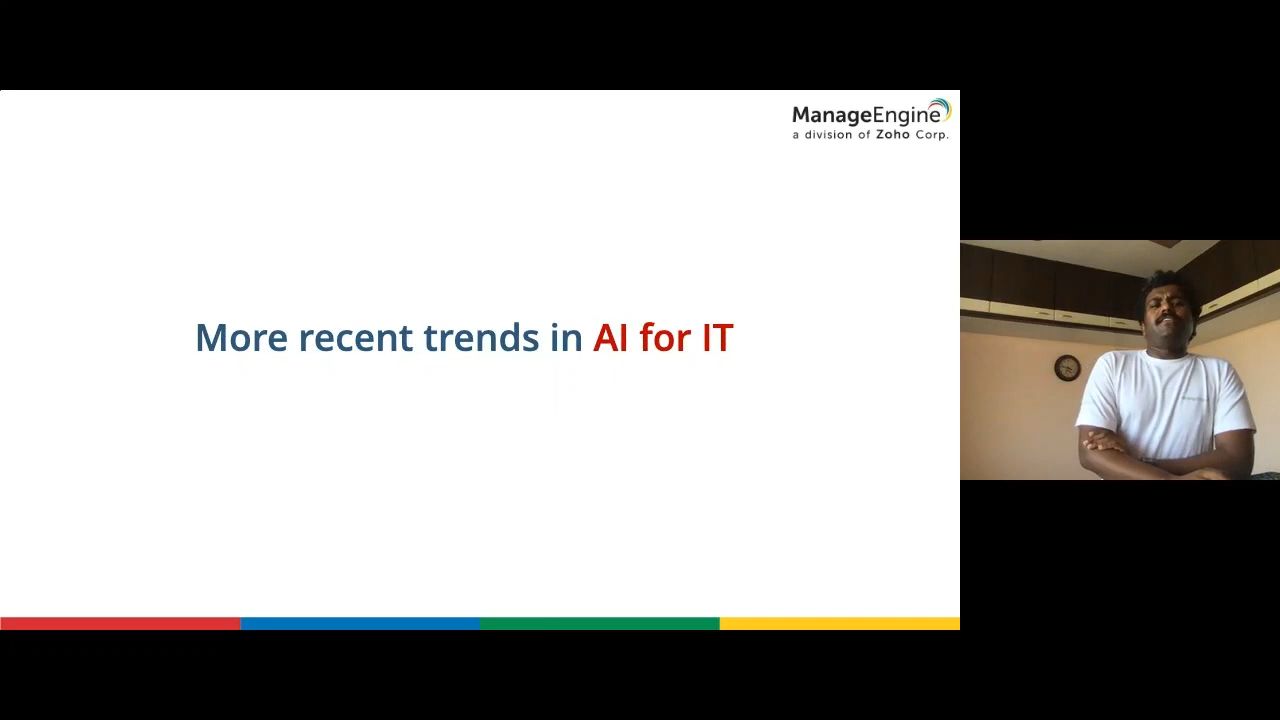 ManageEngine
a division of Zoho Corp.
More recent trends in AI for IT